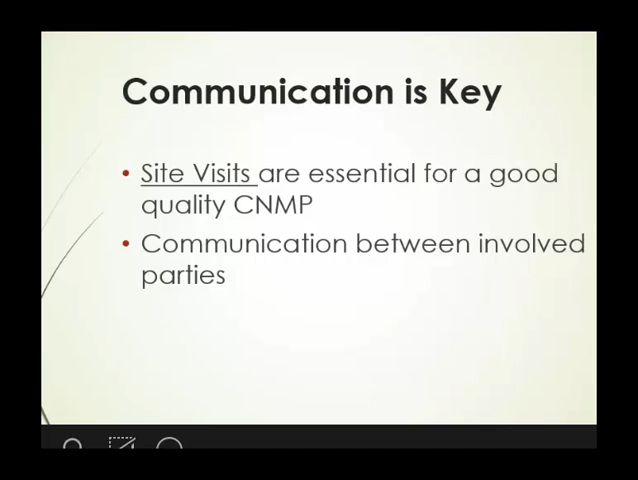 Communication is Key
• Site Visits are essential for a good
quality CNMP
• Communication between involved
parties